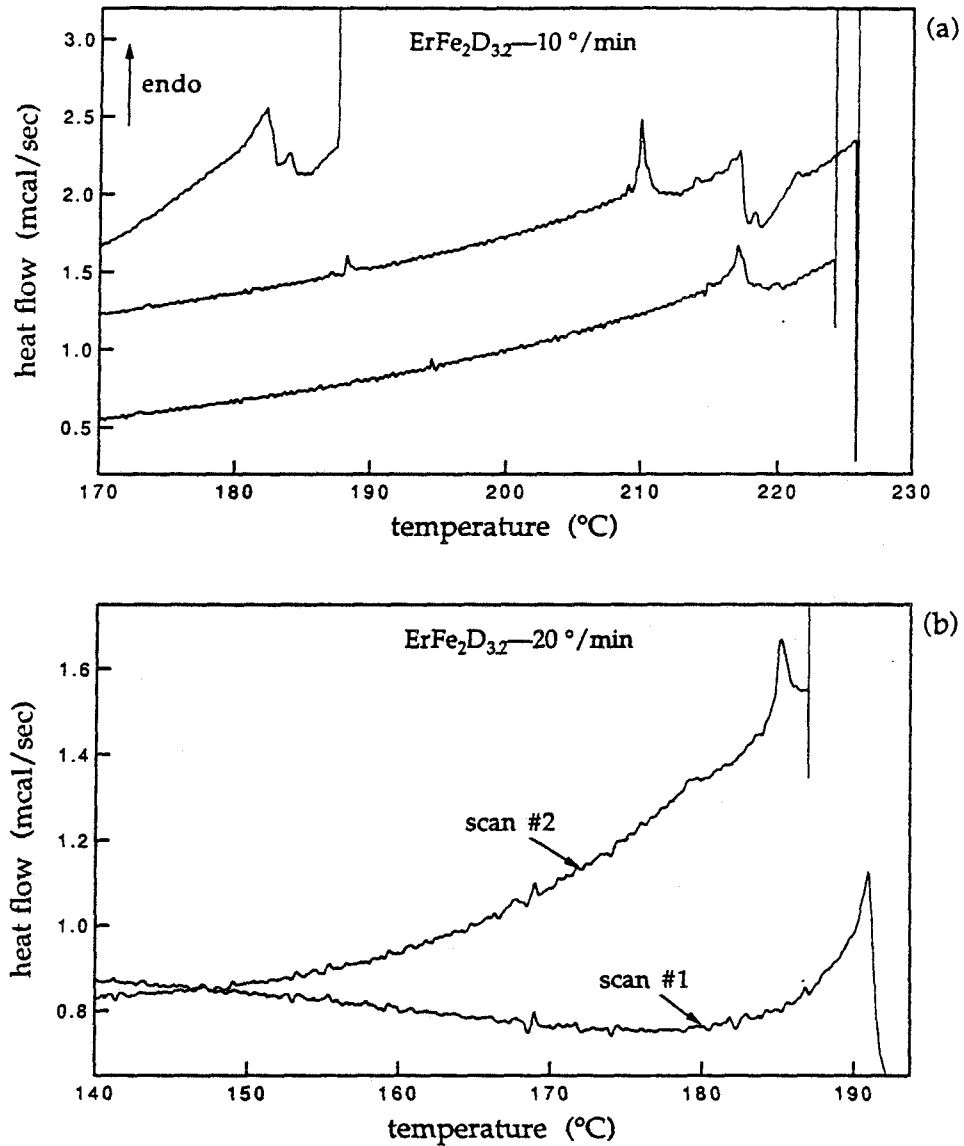 (a)
ErFe₂D₃.₂—10 °/min
endo
3.0
2.5
2.0
1.5
1.0
0.5
heat flow (mcal/sec)
170 180 190 200 210 220 230
temperature (°C)
(b)
ErFe₂D₃.₂—20 °/min
1.6
1.4
1.2
1.0
0.8
heat flow (mcal/sec)
scan #2
scan #1
140 150 160 170 180 190
temperature (°C)